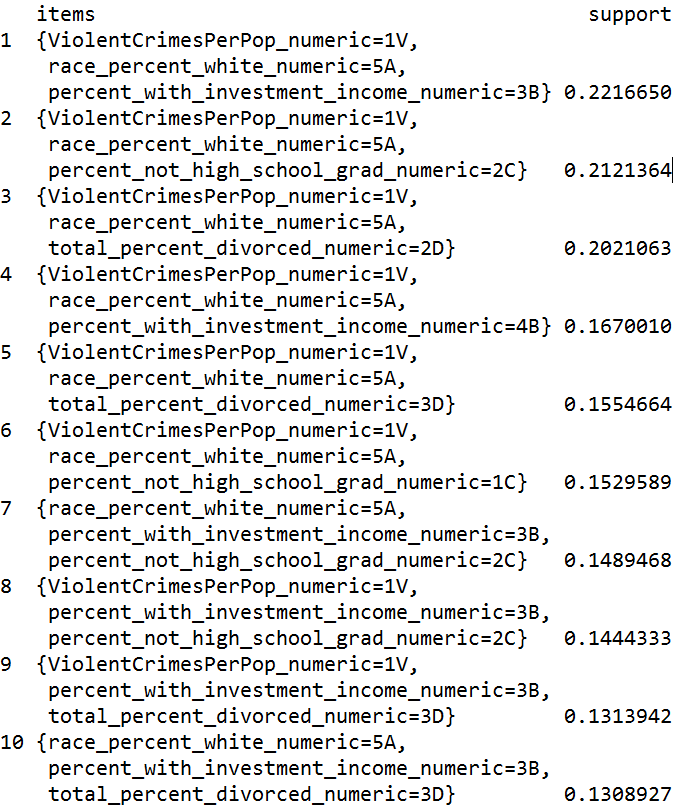 items support
1 {ViolentCrimesPerPop_numeric=1V,
race_percent_white_numeric=5A,
percent_with_investment_income_numeric=3B} 0.2216650
2 {ViolentCrimesPerPop_numeric=1V,
race_percent_white_numeric=5A,
percent_not_high_school_grad_numeric=2C} 0.2121364
3 {ViolentCrimesPerPop_numeric=1V,
race_percent_white_numeric=5A,
total_percent_divorced_numeric=2D} 0.2021063
4 {ViolentCrimesPerPop_numeric=1V,
race_percent_white_numeric=5A,
percent_with_investment_income_numeric=4B} 0.1670010
5 {ViolentCrimesPerPop_numeric=1V,
race_percent_white_numeric=5A,
total_percent_divorced_numeric=3D} 0.1554664
6 {ViolentCrimesPerPop_numeric=1V,
race_percent_white_numeric=5A,
percent_not_high_school_grad_numeric=1C} 0.1529589
7 {race_percent_white_numeric=5A,
percent_with_investment_income_numeric=3B,
percent_not_high_school_grad_numeric=2C} 0.1489468
8 {ViolentCrimesPerPop_numeric=1V,
percent_with_investment_income_numeric=3B,
percent_not_high_school_grad_numeric=2C} 0.1444333
9 {ViolentCrimesPerPop_numeric=1V,
percent_with_investment_income_numeric=3B,
total_percent_divorced_numeric=3D} 0.1313942
10 {race_percent_white_numeric=5A,
percent_with_investment_income_numeric=3B,
total_percent_divorced_numeric=3D} 0.1308927